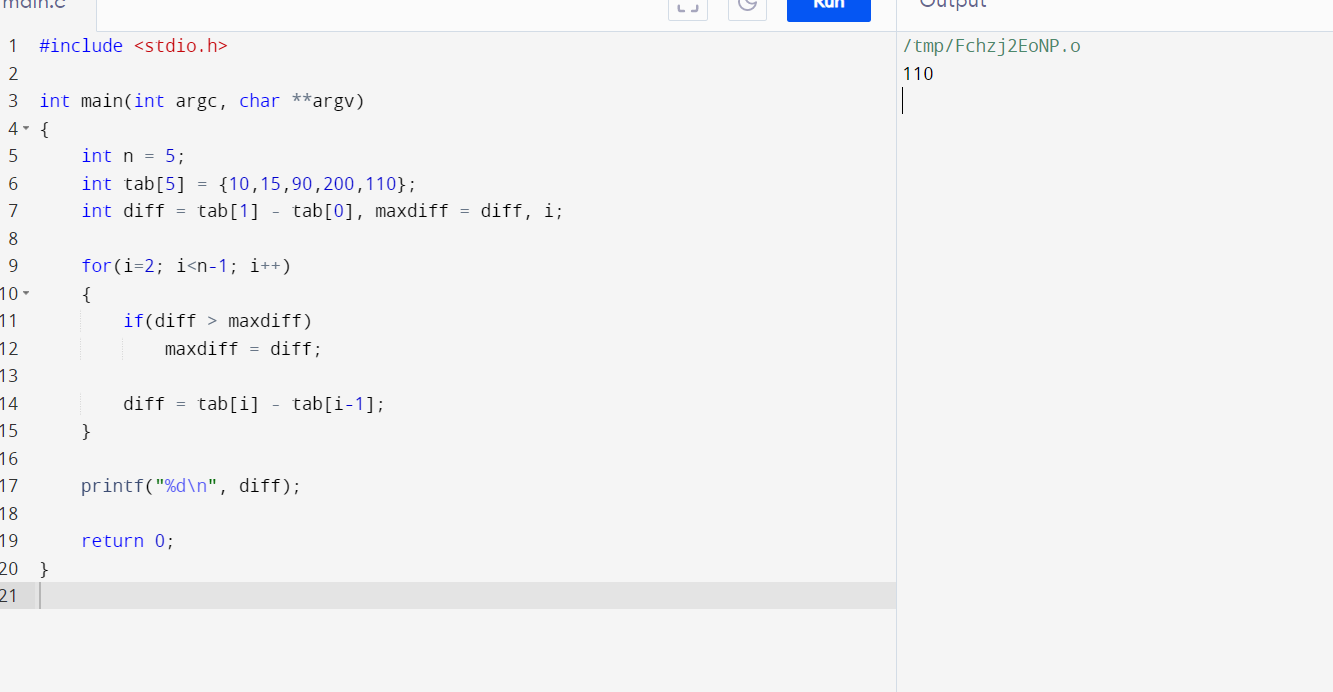 main.c
Run
Output
1 #include <stdio.h>
2
3 int main(int argc, char **argv)
4 {
5 int n = 5;
6 int tab[5] = {10,15,90,200,110};
7 int diff = tab[1] - tab[0], maxdiff = diff, i;
8
9 for(i=2; i<n-1; i++)
10 {
11 if(diff > maxdiff)
12 maxdiff = diff;
13
14 diff = tab[i] - tab[i-1];
15 }
16
17 printf("%d\n", diff);
18
19 return 0;
20 }
21
/tmp/Fchzj2EoNP.o
110